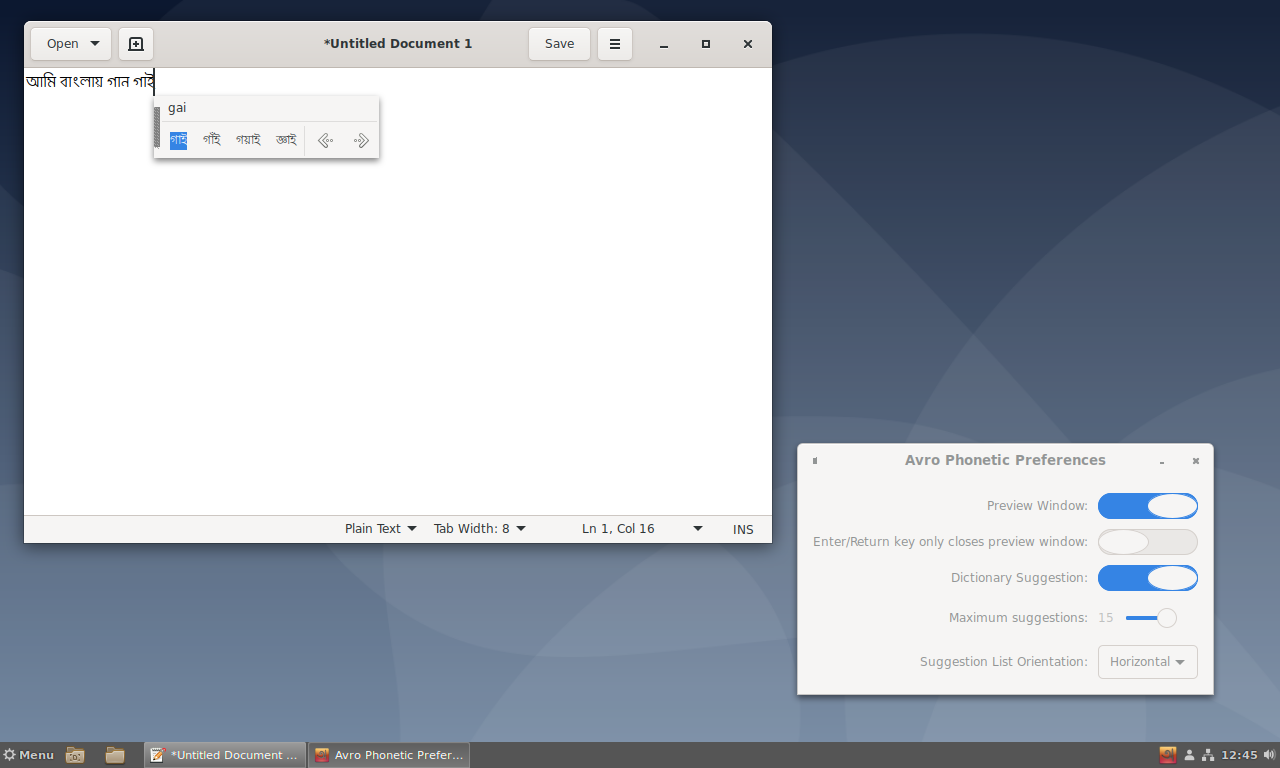 Open
*Untitled Document 1
Save
আমি বাংলায় গান গাই
gai
গাই গাঁই গয়াই জ্ঞাই
Plain Text Tab Width: 8 Ln 1, Col 16 INS
Avro Phonetic Preferences
Preview Window:
Enter/Return key only closes preview window:
Dictionary Suggestion:
Maximum suggestions: 15
Suggestion List Orientation: Horizontal
Menu *Untitled Document ... Avro Phonetic Prefer... 12:45